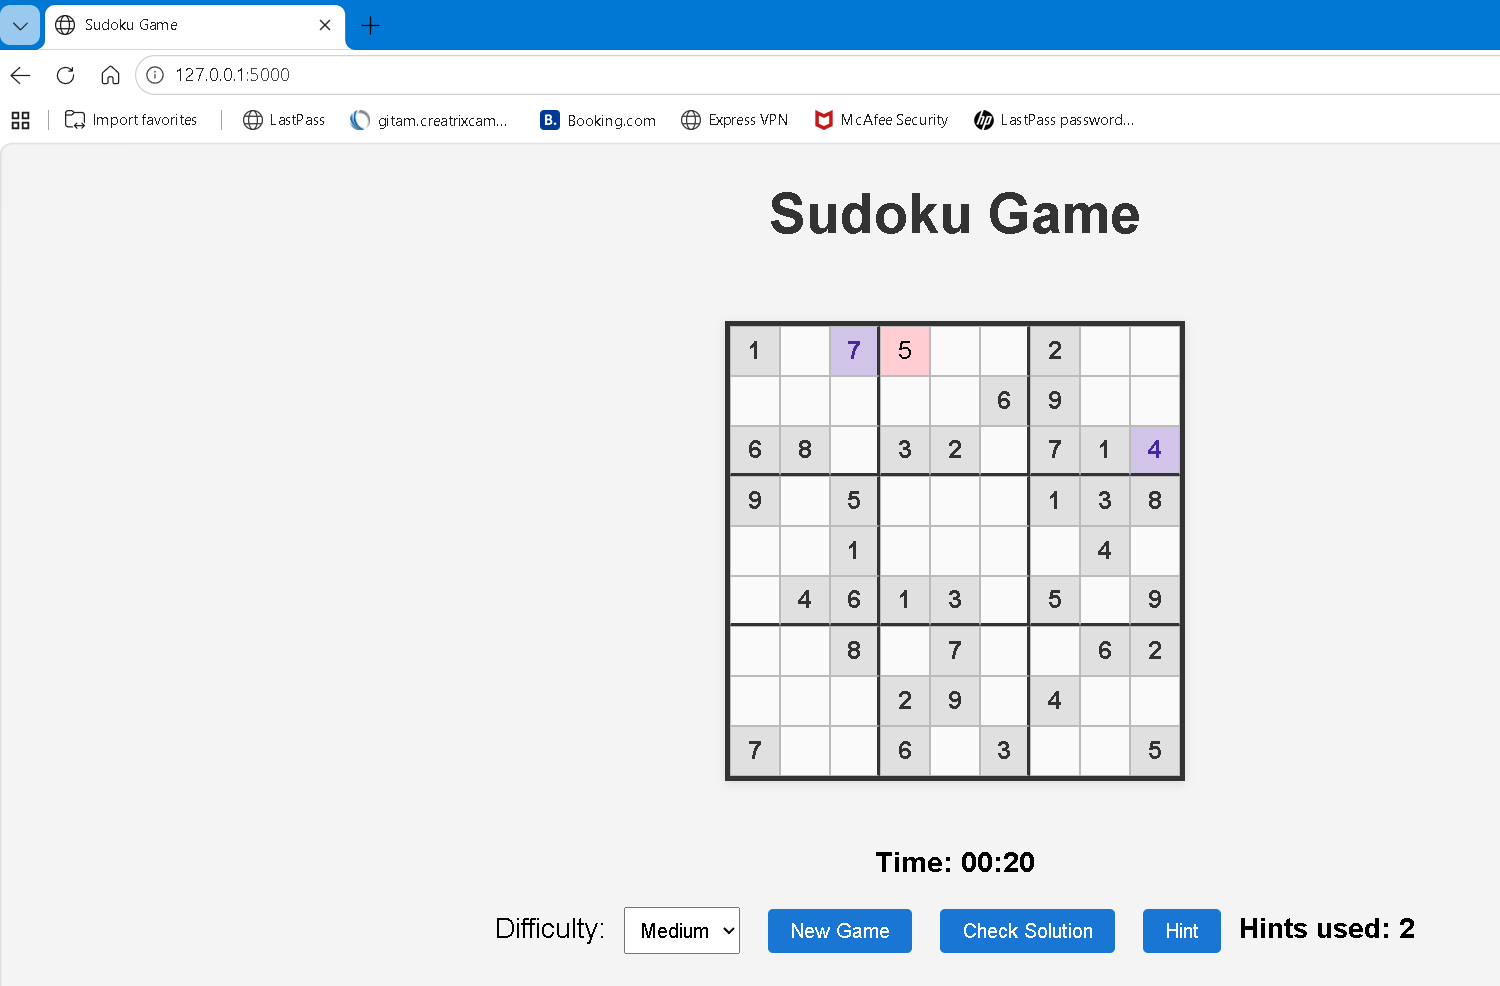 Sudoku Game
127.0.0.1:5000
Import favorites LastPass gitam.creatrixcam... B. Booking.com Express VPN McAfee Security hp LastPass password...
Sudoku Game
1 7 5 2
6 9
6 8 3 2 7 1 4
9 5 1 3 8
1 4
4 6 1 3 5 9
8 7 6 2
2 9 4
7 6 3 5
Time: 00:20
Difficulty: Medium New Game Check Solution Hint Hints used: 2